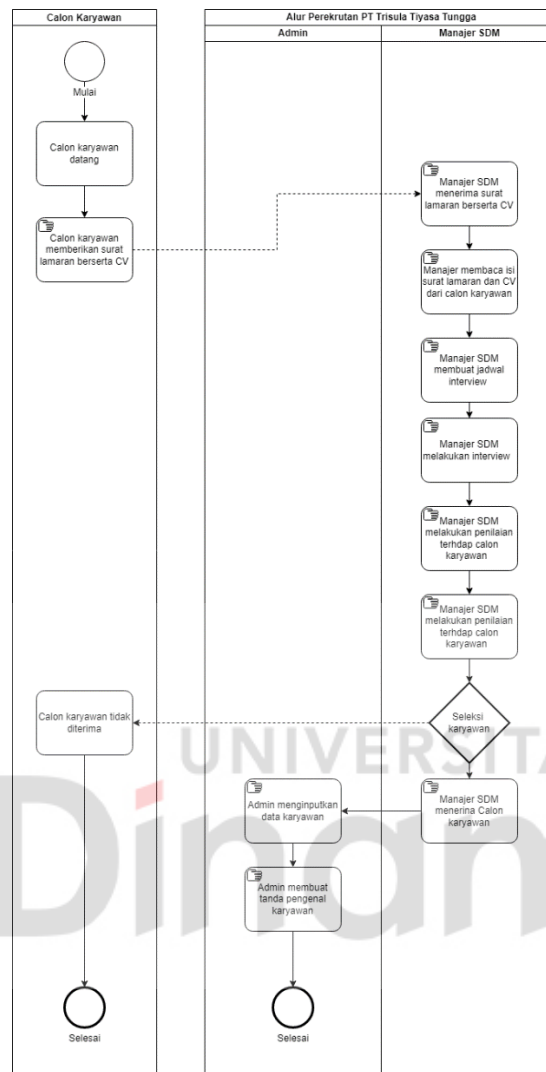 Calon Karyawan
Alur Perekrutan PT Trisula Tiyasa Tungga
Admin
Manajer SDM
Mulai
Calon karyawan
datang
Calon karyawan
memberikan surat
lamaran berserta CV
Manajer SDM
menerima surat
lamaran berserta CV
Manajer membaca isi
surat lamaran dan CV
dari calon karyawan
Manajer SDM
membuat jadwal
interview
Manajer SDM
melakukan interview
Manajer SDM
melakukan penilaian
terhdap calon
karyawan
Manajer SDM
melakukan penilaian
terhdap calon
karyawan
Seleksi
karyawan
Calon karyawan tidak
diterima
UNIVERSITA
Dinam
Manajer SDM
menerina Calon
karyawan
Admin menginputkan
data karyawan
Admin membuat
tanda pengenal
karyawan
Selesai
Selesai